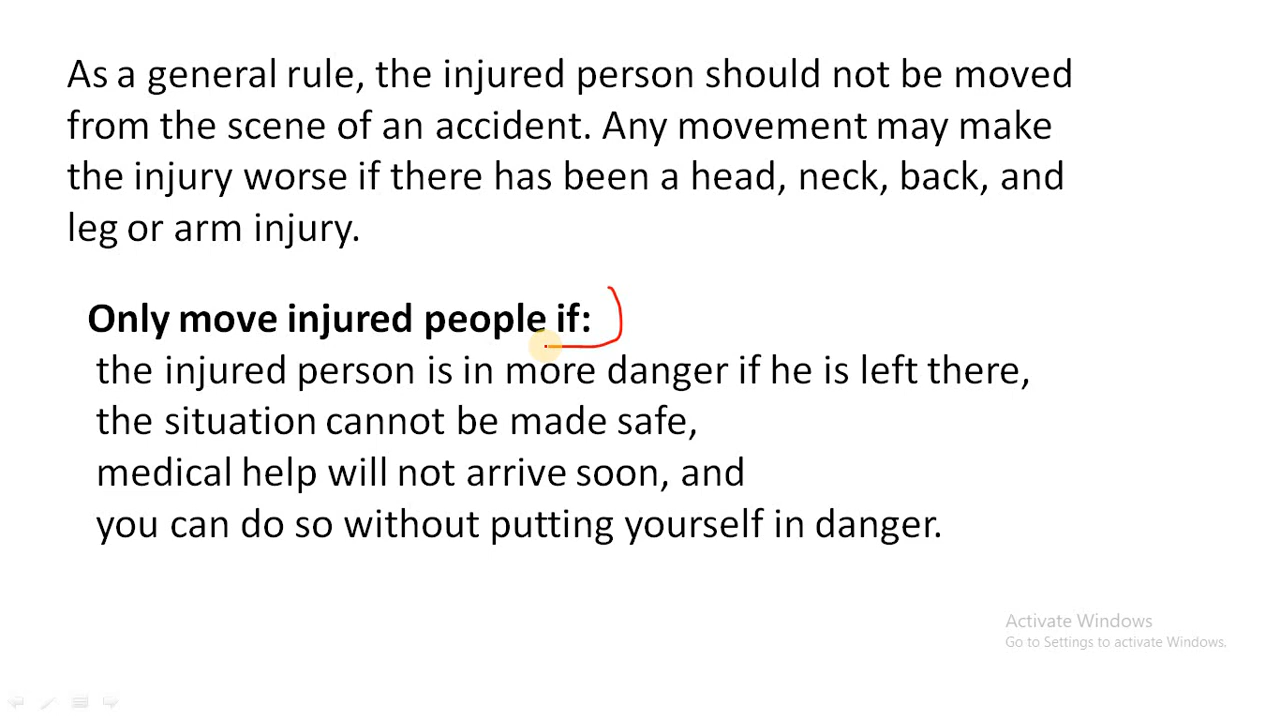 As a general rule, the injured person should not be moved
from the scene of an accident. Any movement may make
the injury worse if there has been a head, neck, back, and
leg or arm injury.
Only move injured people if:
the injured person is in more danger if he is left there,
the situation cannot be made safe,
medical help will not arrive soon, and
you can do so without putting yourself in danger.
Activate Windows
Go to Settings to activate Windows.